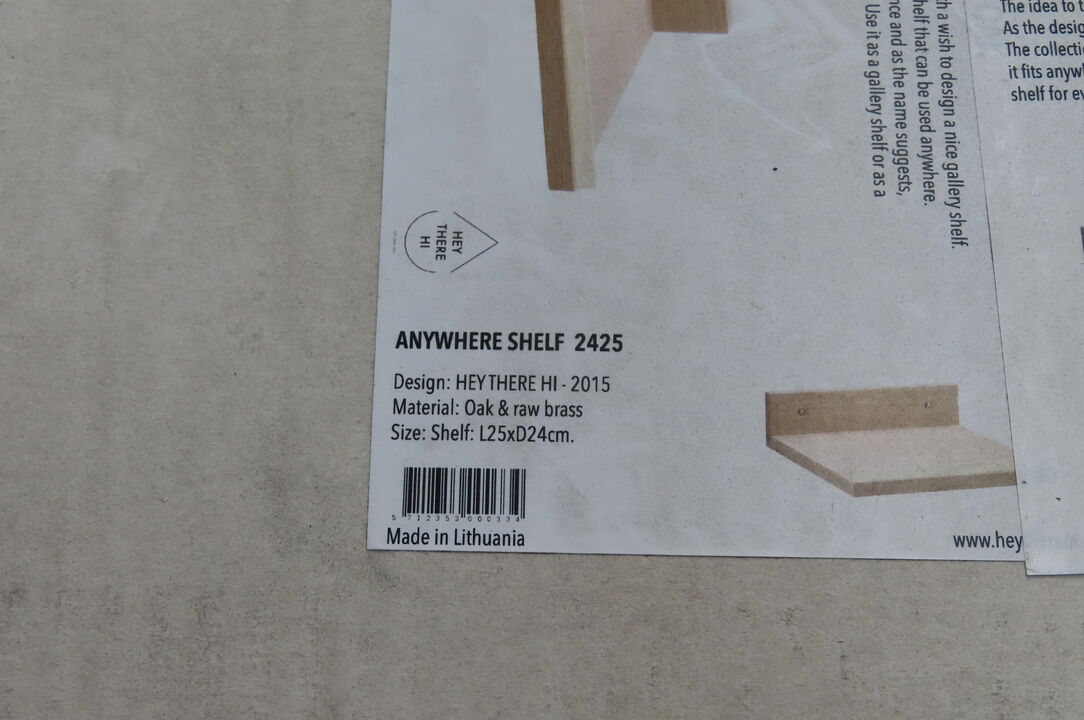 h a wish to design a nice gallery shelf.
helf that can be used anywhere.
nce and as the name suggests,
Use it as a gallery shelf or as a
The idea to t
As the desig
The collecti
it fits anywh
shelf for ev
HEY
THERE
HI
ANYWHERE SHELF 2425
Design: HEY THERE HI - 2015
Material: Oak & raw brass
Size: Shelf: L25xD24cm.
5 712353 000334
Made in Lithuania
www.hey